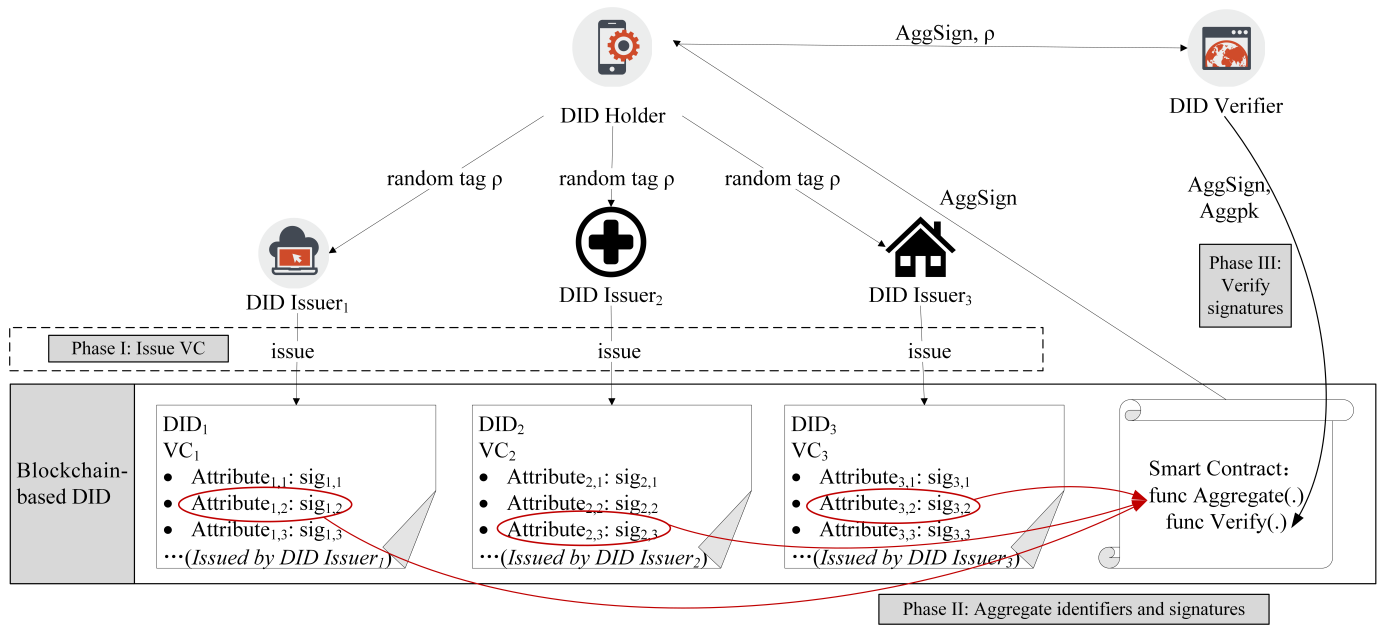 AggSign, ρ
DID Holder
DID Verifier
random tag ρ
random tag ρ
random tag ρ
AggSign
AggSign,
Aggpk
Phase III:
Verify
signatures
DID Issuer₁
DID Issuer₂
DID Issuer₃
Phase I: Issue VC
issue
issue
issue
Blockchain-
based DID
DID₁
VC₁
• Attribute₁,₁: sig₁,₁
• Attribute₁,₂: sig₁,₂
• Attribute₁,₃: sig₁,₃
···(Issued by DID Issuer₁)
DID₂
VC₂
• Attribute₂,₁: sig₂,₁
• Attribute₂,₂: sig₂,₂
• Attribute₂,₃: sig₂,₃
···(Issued by DID Issuer₂)
DID₃
VC₃
• Attribute₃,₁: sig₃,₁
• Attribute₃,₂: sig₃,₂
• Attribute₃,₃: sig₃,₃
···(Issued by DID Issuer₃)
Smart Contract：
func Aggregate(.)
func Verify(.)
Phase II: Aggregate identifiers and signatures